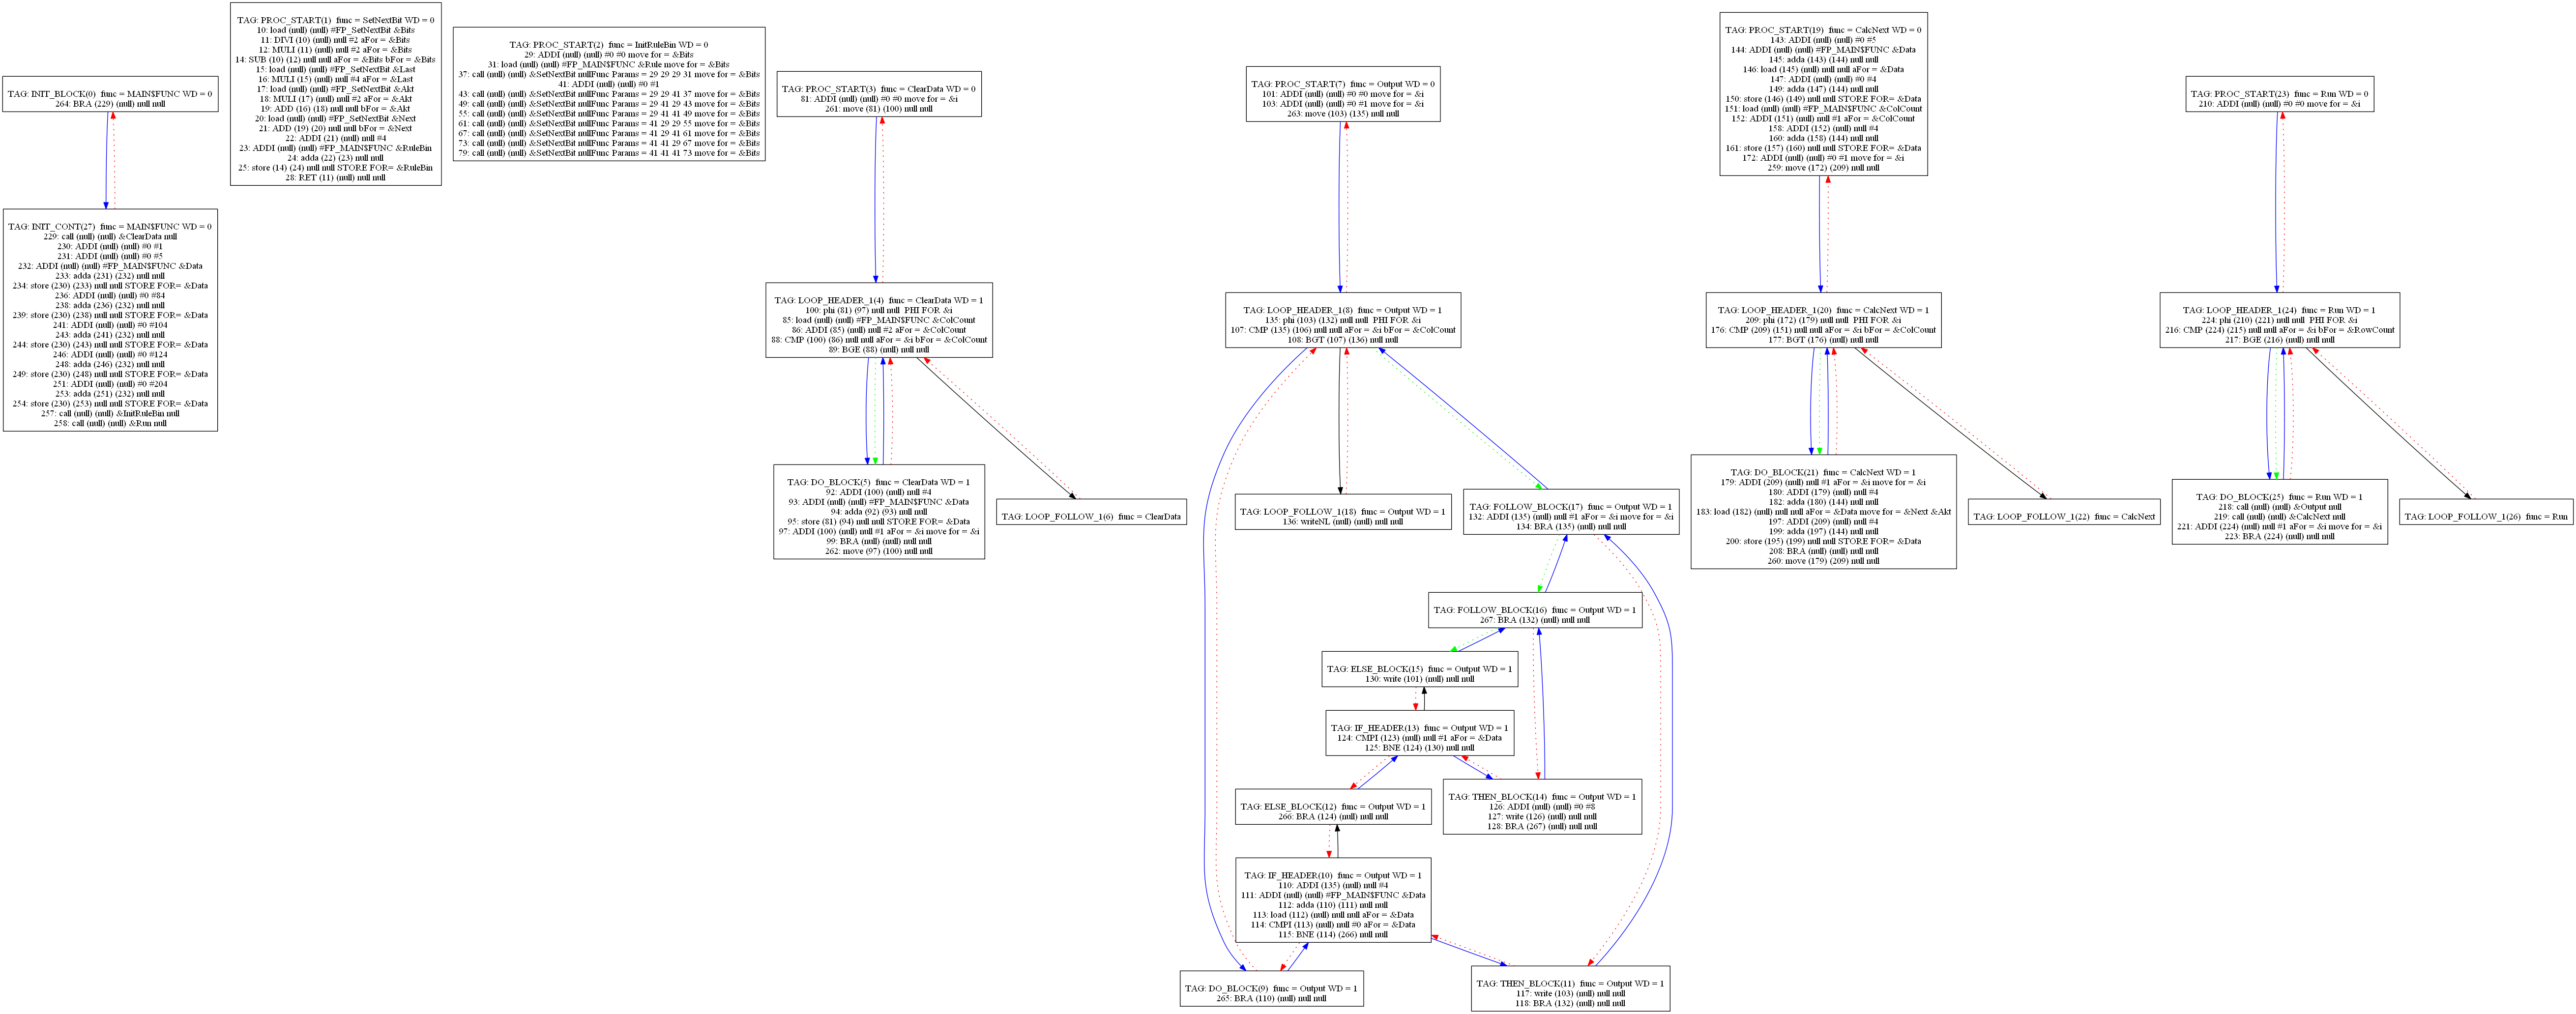 TAG: INIT_BLOCK(0)  func = MAIN$FUNC WD = 0
264: BRA (229) (null) null null
TAG: INIT_CONT(27)  func = MAIN$FUNC WD = 0
229: call (null) (null) &ClearData null
230: ADDI (null) (null) #0 #1
231: ADDI (null) (null) #0 #5
232: ADDI (null) (null) #FP_MAIN$FUNC &Data
233: adda (231) (232) null null
234: store (230) (233) null null STORE FOR= &Data
236: ADDI (null) (null) #0 #84
238: adda (236) (232) null null
239: store (230) (238) null null STORE FOR= &Data
241: ADDI (null) (null) #0 #104
243: adda (241) (232) null null
244: store (230) (243) null null STORE FOR= &Data
246: ADDI (null) (null) #0 #124
248: adda (246) (232) null null
249: store (230) (248) null null STORE FOR= &Data
251: ADDI (null) (null) #0 #204
253: adda (251) (232) null null
254: store (230) (253) null null STORE FOR= &Data
257: call (null) (null) &InitRuleBin null
258: call (null) (null) &Run null
TAG: PROC_START(1)  func = SetNextBit WD = 0
10: load (null) (null) #FP_SetNextBit &Bits
11: DIVI (10) (null) null #2 aFor = &Bits
12: MULI (11) (null) null #2 aFor = &Bits
14: SUB (10) (12) null null aFor = &Bits bFor = &Bits
15: load (null) (null) #FP_SetNextBit &Last
16: MULI (15) (null) null #4 aFor = &Last
17: load (null) (null) #FP_SetNextBit &Akt
18: MULI (17) (null) null #2 aFor = &Akt
19: ADD (16) (18) null null bFor = &Akt
20: load (null) (null) #FP_SetNextBit &Next
21: ADD (19) (20) null null bFor = &Next
22: ADDI (21) (null) null #4
23: ADDI (null) (null) #FP_MAIN$FUNC &RuleBin
24: adda (22) (23) null null
25: store (14) (24) null null STORE FOR= &RuleBin
28: RET (11) (null) null null
TAG: PROC_START(2)  func = InitRuleBin WD = 0
29: ADDI (null) (null) #0 #0 move for = &Bits
31: load (null) (null) #FP_MAIN$FUNC &Rule move for = &Bits
37: call (null) (null) &SetNextBit nullFunc Params = 29 29 29 31 move for = &Bits
41: ADDI (null) (null) #0 #1
43: call (null) (null) &SetNextBit nullFunc Params = 29 29 41 37 move for = &Bits
49: call (null) (null) &SetNextBit nullFunc Params = 29 41 29 43 move for = &Bits
55: call (null) (null) &SetNextBit nullFunc Params = 29 41 41 49 move for = &Bits
61: call (null) (null) &SetNextBit nullFunc Params = 41 29 29 55 move for = &Bits
67: call (null) (null) &SetNextBit nullFunc Params = 41 29 41 61 move for = &Bits
73: call (null) (null) &SetNextBit nullFunc Params = 41 41 29 67 move for = &Bits
79: call (null) (null) &SetNextBit nullFunc Params = 41 41 41 73 move for = &Bits
TAG: PROC_START(3)  func = ClearData WD = 0
81: ADDI (null) (null) #0 #0 move for = &i
261: move (81) (100) null null
TAG: LOOP_HEADER_1(4)  func = ClearData WD = 1
100: phi (81) (97) null null  PHI FOR &i
85: load (null) (null) #FP_MAIN$FUNC &ColCount
86: ADDI (85) (null) null #2 aFor = &ColCount
88: CMP (100) (86) null null aFor = &i bFor = &ColCount
89: BGE (88) (null) null null
TAG: DO_BLOCK(5)  func = ClearData WD = 1
92: ADDI (100) (null) null #4
93: ADDI (null) (null) #FP_MAIN$FUNC &Data
94: adda (92) (93) null null
95: store (81) (94) null null STORE FOR= &Data
97: ADDI (100) (null) null #1 aFor = &i move for = &i
99: BRA (null) (null) null null
262: move (97) (100) null null
TAG: LOOP_FOLLOW_1(6)  func = ClearData
TAG: PROC_START(7)  func = Output WD = 0
101: ADDI (null) (null) #0 #0 move for = &i
103: ADDI (null) (null) #0 #1 move for = &i
263: move (103) (135) null null
TAG: LOOP_HEADER_1(8)  func = Output WD = 1
135: phi (103) (132) null null  PHI FOR &i
107: CMP (135) (106) null null aFor = &i bFor = &ColCount
108: BGT (107) (136) null null
TAG: LOOP_FOLLOW_1(18)  func = Output WD = 1
136: writeNL (null) (null) null null
TAG: FOLLOW_BLOCK(17)  func = Output WD = 1
132: ADDI (135) (null) null #1 aFor = &i move for = &i
134: BRA (135) (null) null null
TAG: FOLLOW_BLOCK(16)  func = Output WD = 1
267: BRA (132) (null) null null
TAG: ELSE_BLOCK(15)  func = Output WD = 1
130: write (101) (null) null null
TAG: IF_HEADER(13)  func = Output WD = 1
124: CMPI (123) (null) null #1 aFor = &Data
125: BNE (124) (130) null null
TAG: ELSE_BLOCK(12)  func = Output WD = 1
266: BRA (124) (null) null null
TAG: THEN_BLOCK(14)  func = Output WD = 1
126: ADDI (null) (null) #0 #8
127: write (126) (null) null null
128: BRA (267) (null) null null
TAG: IF_HEADER(10)  func = Output WD = 1
110: ADDI (135) (null) null #4
111: ADDI (null) (null) #FP_MAIN$FUNC &Data
112: adda (110) (111) null null
113: load (112) (null) null null aFor = &Data
114: CMPI (113) (null) null #0 aFor = &Data
115: BNE (114) (266) null null
TAG: DO_BLOCK(9)  func = Output WD = 1
265: BRA (110) (null) null null
TAG: THEN_BLOCK(11)  func = Output WD = 1
117: write (103) (null) null null
118: BRA (132) (null) null null
TAG: PROC_START(19)  func = CalcNext WD = 0
143: ADDI (null) (null) #0 #5
144: ADDI (null) (null) #FP_MAIN$FUNC &Data
145: adda (143) (144) null null
146: load (145) (null) null null aFor = &Data
147: ADDI (null) (null) #0 #4
149: adda (147) (144) null null
150: store (146) (149) null null STORE FOR= &Data
151: load (null) (null) #FP_MAIN$FUNC &ColCount
152: ADDI (151) (null) null #1 aFor = &ColCount
158: ADDI (152) (null) null #4
160: adda (158) (144) null null
161: store (157) (160) null null STORE FOR= &Data
172: ADDI (null) (null) #0 #1 move for = &i
259: move (172) (209) null null
TAG: LOOP_HEADER_1(20)  func = CalcNext WD = 1
209: phi (172) (179) null null  PHI FOR &i
176: CMP (209) (151) null null aFor = &i bFor = &ColCount
177: BGT (176) (null) null null
TAG: DO_BLOCK(21)  func = CalcNext WD = 1
179: ADDI (209) (null) null #1 aFor = &i move for = &i
180: ADDI (179) (null) null #4
182: adda (180) (144) null null
183: load (182) (null) null null aFor = &Data move for = &Next &Akt
197: ADDI (209) (null) null #4
199: adda (197) (144) null null
200: store (195) (199) null null STORE FOR= &Data
208: BRA (null) (null) null null
260: move (179) (209) null null
TAG: LOOP_FOLLOW_1(22)  func = CalcNext
TAG: PROC_START(23)  func = Run WD = 0
210: ADDI (null) (null) #0 #0 move for = &i
TAG: LOOP_HEADER_1(24)  func = Run WD = 1
224: phi (210) (221) null null  PHI FOR &i
216: CMP (224) (215) null null aFor = &i bFor = &RowCount
217: BGE (216) (null) null null
TAG: DO_BLOCK(25)  func = Run WD = 1
218: call (null) (null) &Output null
219: call (null) (null) &CalcNext null
221: ADDI (224) (null) null #1 aFor = &i move for = &i
223: BRA (224) (null) null null
TAG: LOOP_FOLLOW_1(26)  func = Run